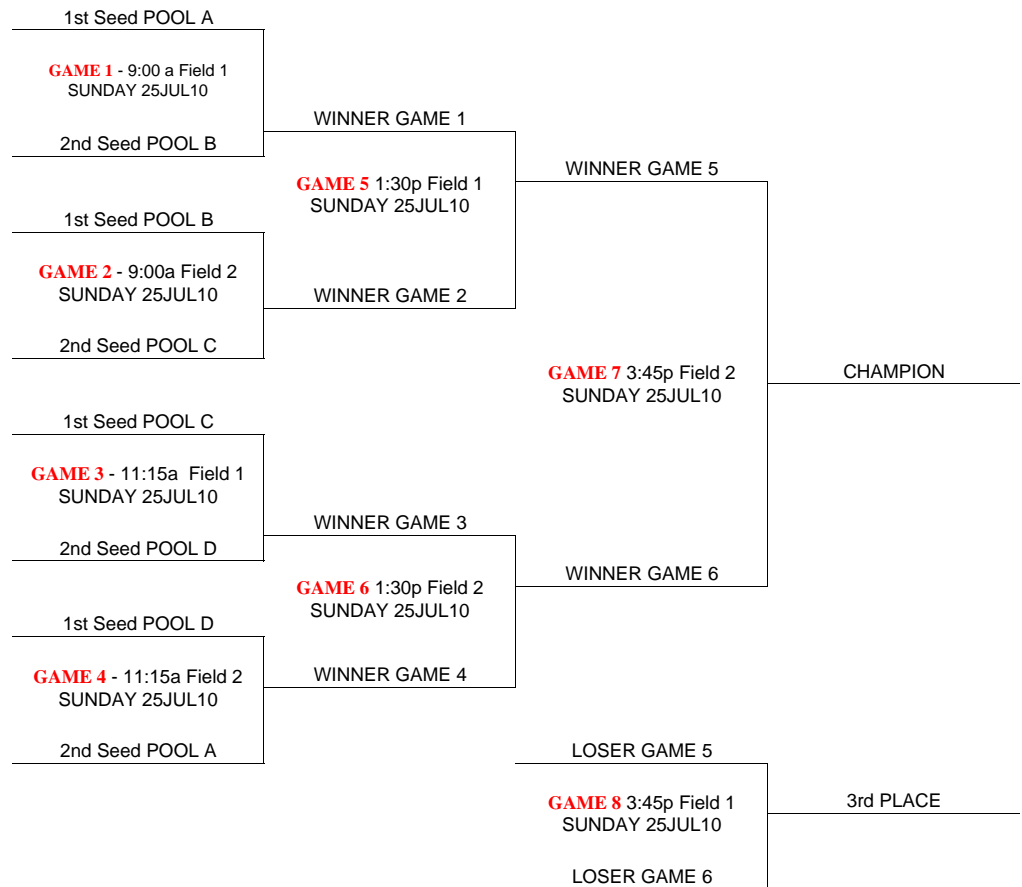 1st Seed POOL A
GAME 1 - 9:00 a Field 1
SUNDAY 25JUL10
2nd Seed POOL B
1st Seed POOL B
GAME 2 - 9:00a Field 2
SUNDAY 25JUL10
2nd Seed POOL C
1st Seed POOL C
GAME 3 - 11:15a  Field 1
SUNDAY 25JUL10
2nd Seed POOL D
1st Seed POOL D
GAME 4 - 11:15a Field 2
SUNDAY 25JUL10
2nd Seed POOL A
WINNER GAME 1
GAME 5 1:30p Field 1
SUNDAY 25JUL10
WINNER GAME 2
WINNER GAME 3
GAME 6 1:30p Field 2
SUNDAY 25JUL10
WINNER GAME 4
WINNER GAME 5
GAME 7 3:45p Field 2
SUNDAY 25JUL10
WINNER GAME 6
CHAMPION
LOSER GAME 5
GAME 8 3:45p Field 1
SUNDAY 25JUL10
LOSER GAME 6
3rd PLACE